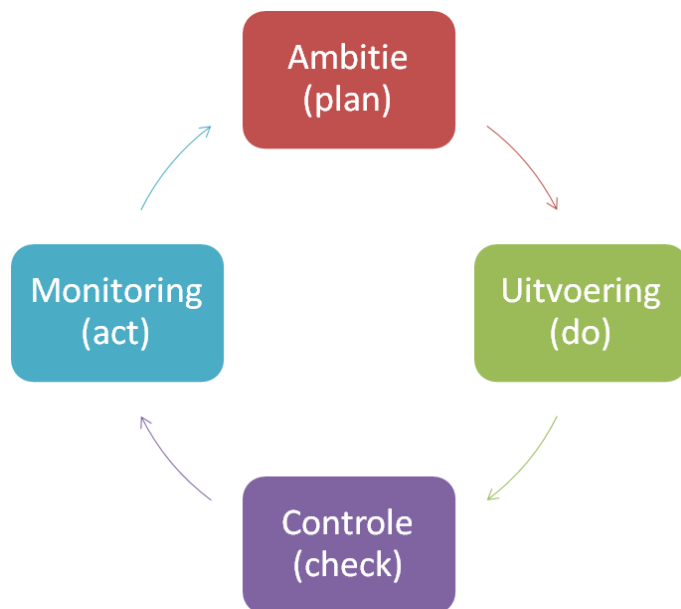 Ambitie
(plan)
Uitvoering
(do)
Controle
(check)
Monitoring
(act)